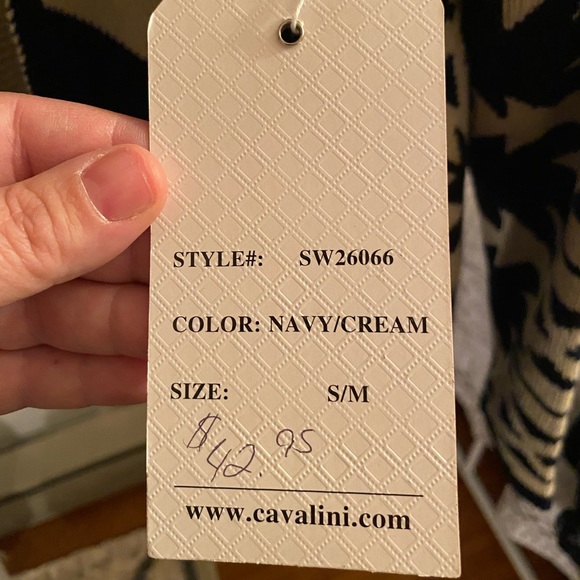 STYLE#: SW26066
COLOR: NAVY/CREAM
SIZE: S/M
$42.95
www.cavalini.com